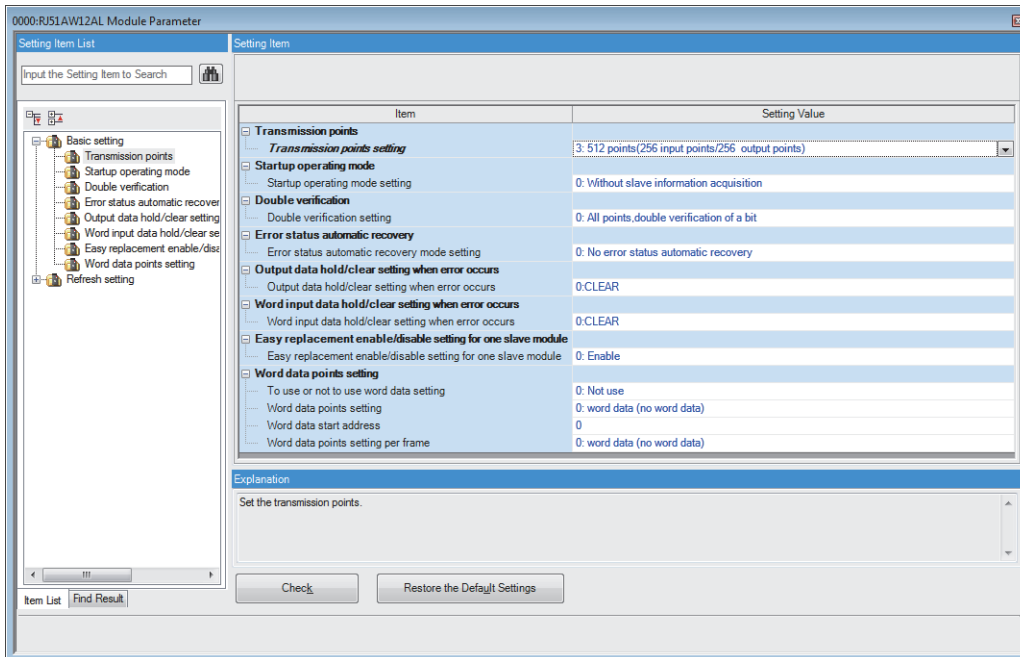 0000:RJ51AW12AL Module Parameter
Setting Item List
Input the Setting Item to Search
Basic setting
Transmission points
Startup operating mode
Double verification
Error status automatic recover
Output data hold/clear setting
Word input data hold/clear se
Easy replacement enable/disa
Word data points setting
Refresh setting
Item List
Find Result
Setting Item
Item Setting Value
Transmission points
Transmission points setting 3: 512 points(256 input points/256 output points)
Startup operating mode
Startup operating mode setting 0: Without slave information acquisition
Double verification
Double verification setting 0: All points,double verification of a bit
Error status automatic recovery
Error status automatic recovery mode setting 0: No error status automatic recovery
Output data hold/clear setting when error occurs
Output data hold/clear setting when error occurs 0:CLEAR
Word input data hold/clear setting when error occurs
Word input data hold/clear setting when error occurs 0:CLEAR
Easy replacement enable/disable setting for one slave module
Easy replacement enable/disable setting for one slave module 0: Enable
Word data points setting
To use or not to use word data setting 0: Not use
Word data points setting 0: word data (no word data)
Word data start address 0
Word data points setting per frame 0: word data (no word data)
Explanation
Set the transmission points.
Check
Restore the Default Settings